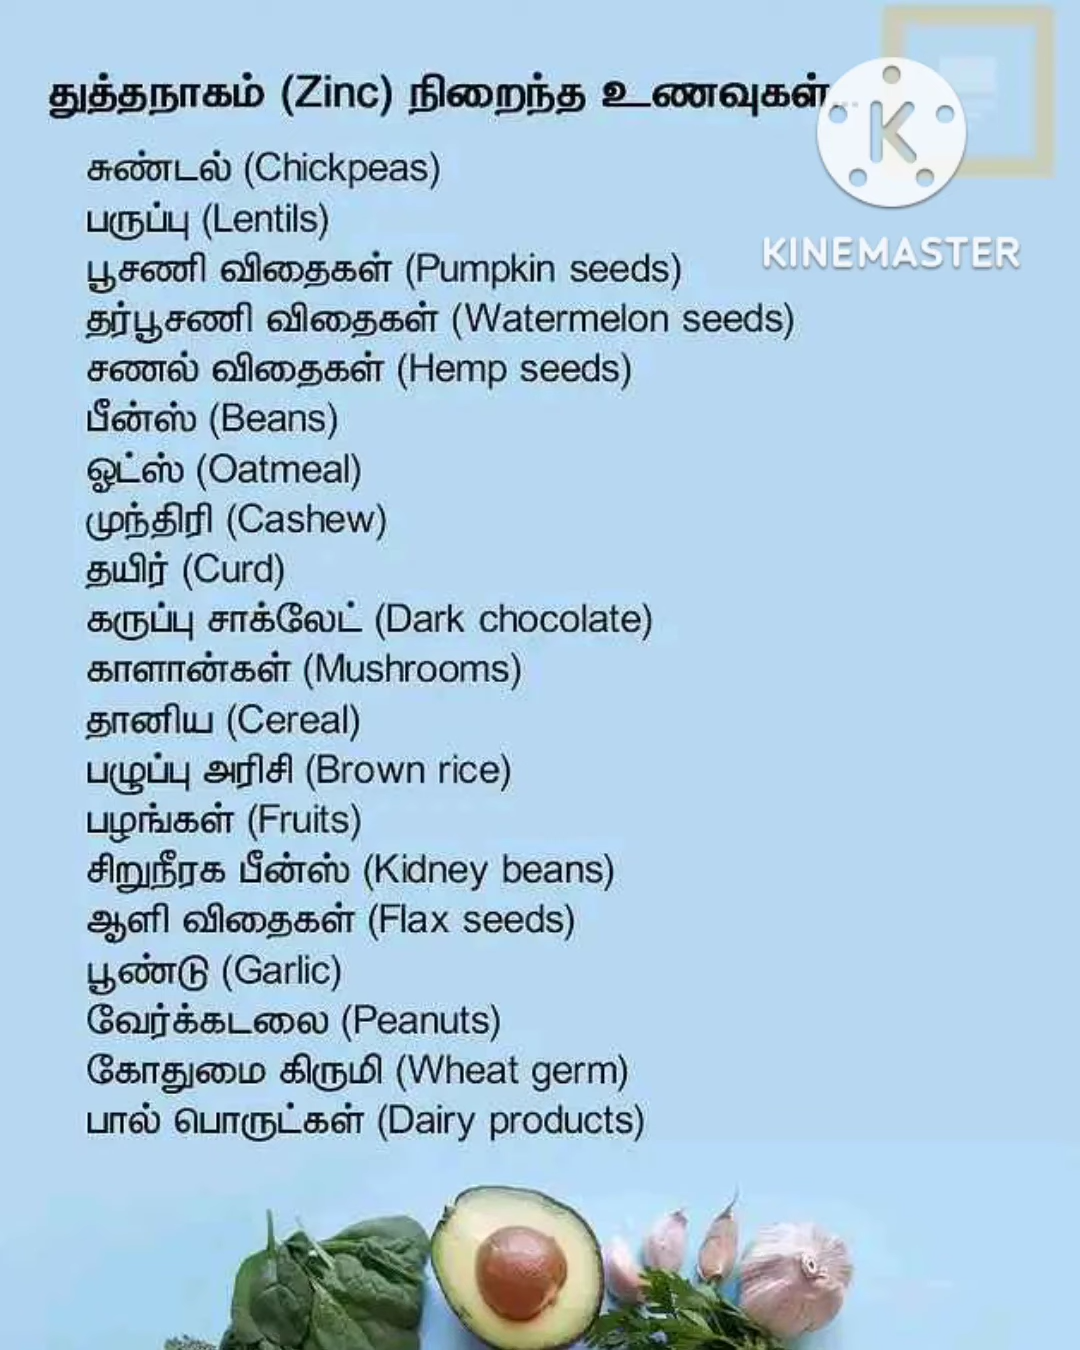 துத்தநாகம் (Zinc) நிறைந்த உணவுகள்...
KINEMASTER
சுண்டல் (Chickpeas)
பருப்பு (Lentils)
பூசணி விதைகள் (Pumpkin seeds)
தர்பூசணி விதைகள் (Watermelon seeds)
சணல் விதைகள் (Hemp seeds)
பீன்ஸ் (Beans)
ஓட்ஸ் (Oatmeal)
முந்திரி (Cashew)
தயிர் (Curd)
கருப்பு சாக்லேட் (Dark chocolate)
காளான்கள் (Mushrooms)
தானிய (Cereal)
பழுப்பு அரிசி (Brown rice)
பழங்கள் (Fruits)
சிறுநீரக பீன்ஸ் (Kidney beans)
ஆளி விதைகள் (Flax seeds)
பூண்டு (Garlic)
வேர்க்கடலை (Peanuts)
கோதுமை கிருமி (Wheat germ)
பால் பொருட்கள் (Dairy products)